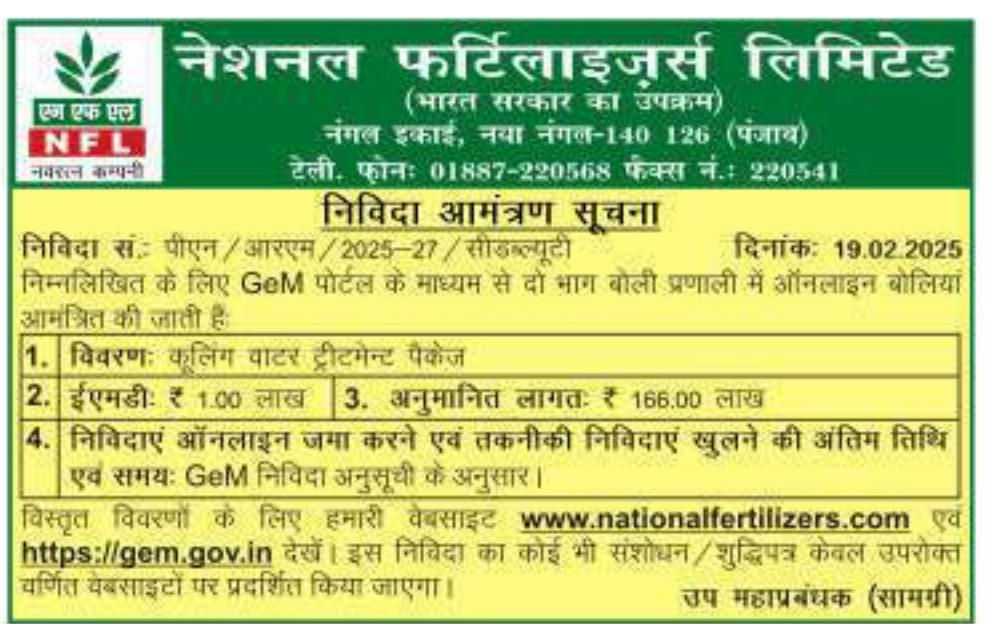 एन एफ एल
NFL
नवरत्न कम्पनी
नेशनल फर्टिलाइज़र्स लिमिटेड
(भारत सरकार का उपक्रम)
नंगल इकाई, नया नंगल-140 126 (पंजाब)
टेली. फ़ोनः 01887-220568 फैक्स नं.: 220541
निविदा आमंत्रण सूचना
निविदा सं.: पीएन/आरएम/2025-27/सीडब्ल्यूटी दिनांकः 19.02.2025
निम्नलिखित के लिए GeM पोर्टल के माध्यम से दो भाग बोली प्रणाली में ऑनलाइन बोलियां
आमंत्रित की जाती हैः
1. विवरणः कूलिंग वाटर ट्रीटमेन्ट पैकेज
2. ईएमडीः ₹ 1.00 लाख 3. अनुमानित लागतः ₹ 166.00 लाख
4. निविदाएं ऑनलाइन जमा करने एवं तकनीकी निविदाएं खुलने की अंतिम तिथि
एवं समयः GeM निविदा अनुसूची के अनुसार।
विस्तृत विवरणों के लिए हमारी वेबसाइट www.nationalfertilizers.com एवं
https://gem.gov.in देखें। इस निविदा का कोई भी संशोधन/शुद्धिपत्र केवल उपरोक्त
वर्णित वेबसाइटों पर प्रदर्शित किया जाएगा।
उप महाप्रबंधक (सामग्री)